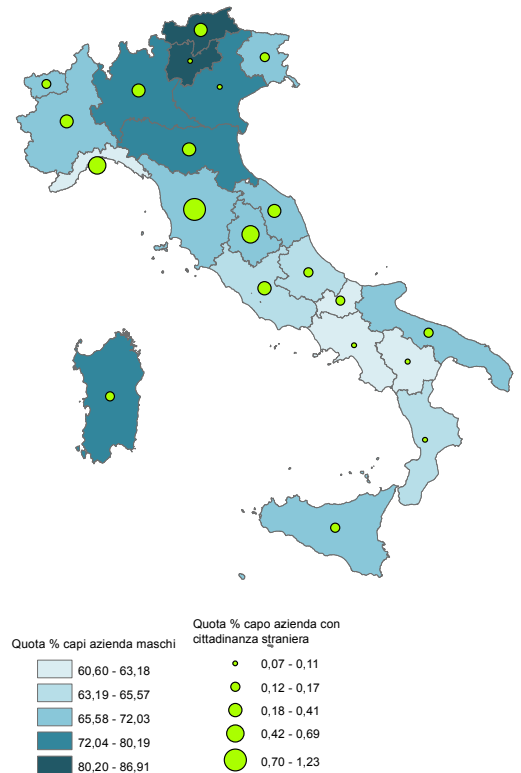 Quota % capi azienda maschi
60,60 - 63,18
63,19 - 65,57
65,58 - 72,03
72,04 - 80,19
80,20 - 86,91
Quota % capo azienda con
cittadinanza straniera
0,07 - 0,11
0,12 - 0,17
0,18 - 0,41
0,42 - 0,69
0,70 - 1,23